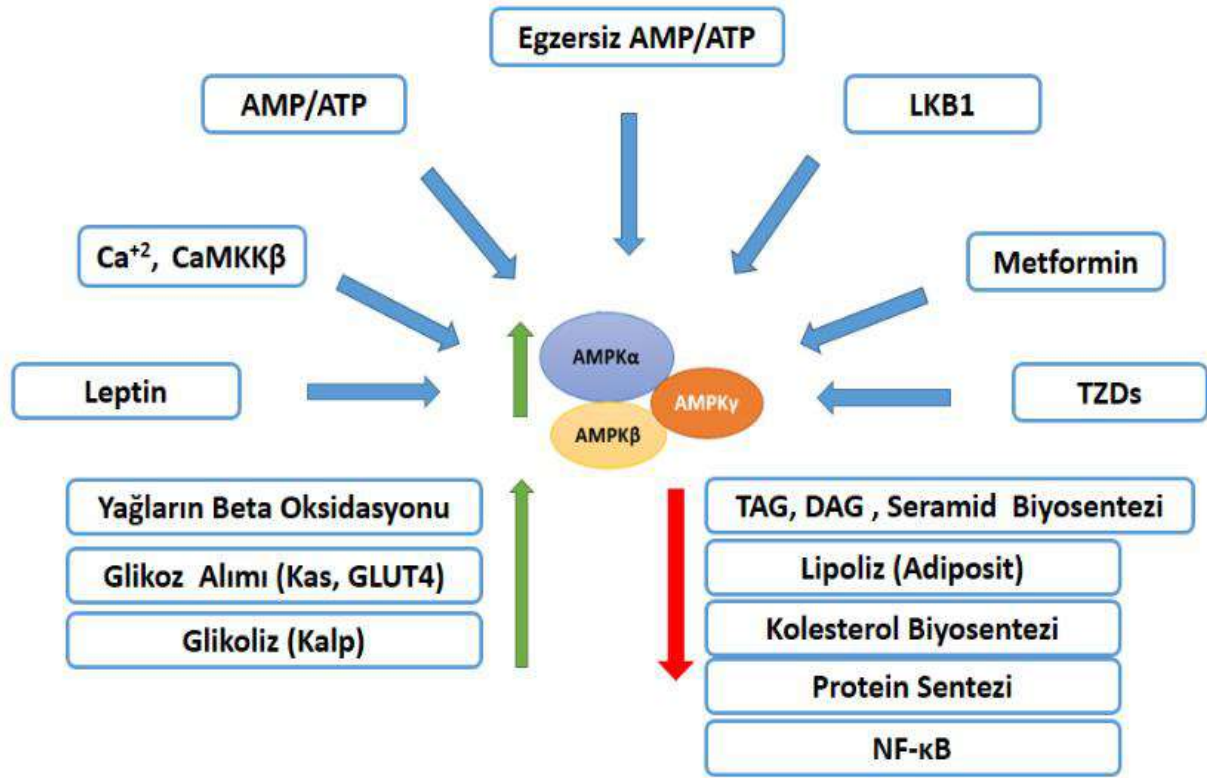 Egzersiz AMP/ATP
AMP/ATP
LKB1
Ca⁺², CaMKKβ
Metformin
Leptin
TZDs
AMPKα
AMPKγ
AMPKβ
Yağların Beta Oksidasyonu
Glikoz Alımı (Kas, GLUT4)
Glikoliz (Kalp)
TAG, DAG , Seramid Biyosentezi
Lipoliz (Adiposit)
Kolesterol Biyosentezi
Protein Sentezi
NF-κB